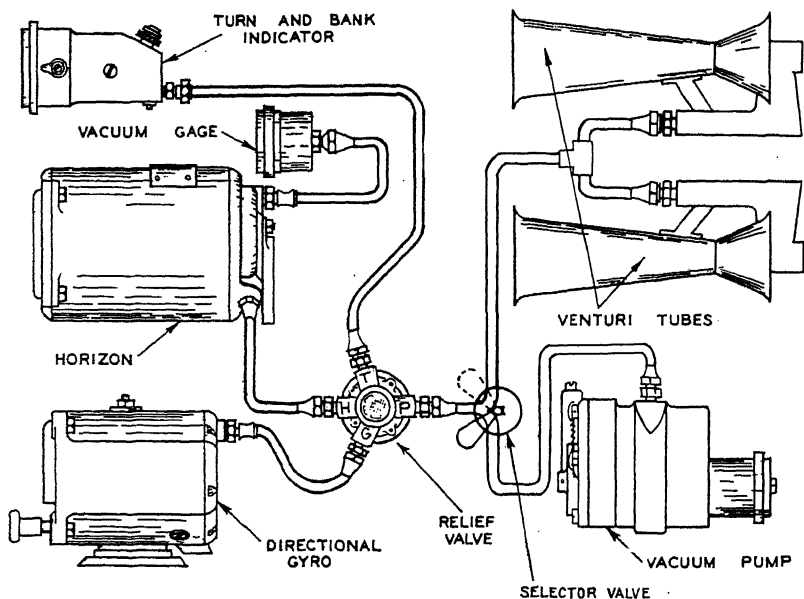 TURN AND BANK
INDICATOR
VACUUM GAGE
VENTURI TUBES
HORIZON
T
H
P
G
RELIEF
VALVE
DIRECTIONAL
GYRO
VACUUM PUMP
SELECTOR VALVE